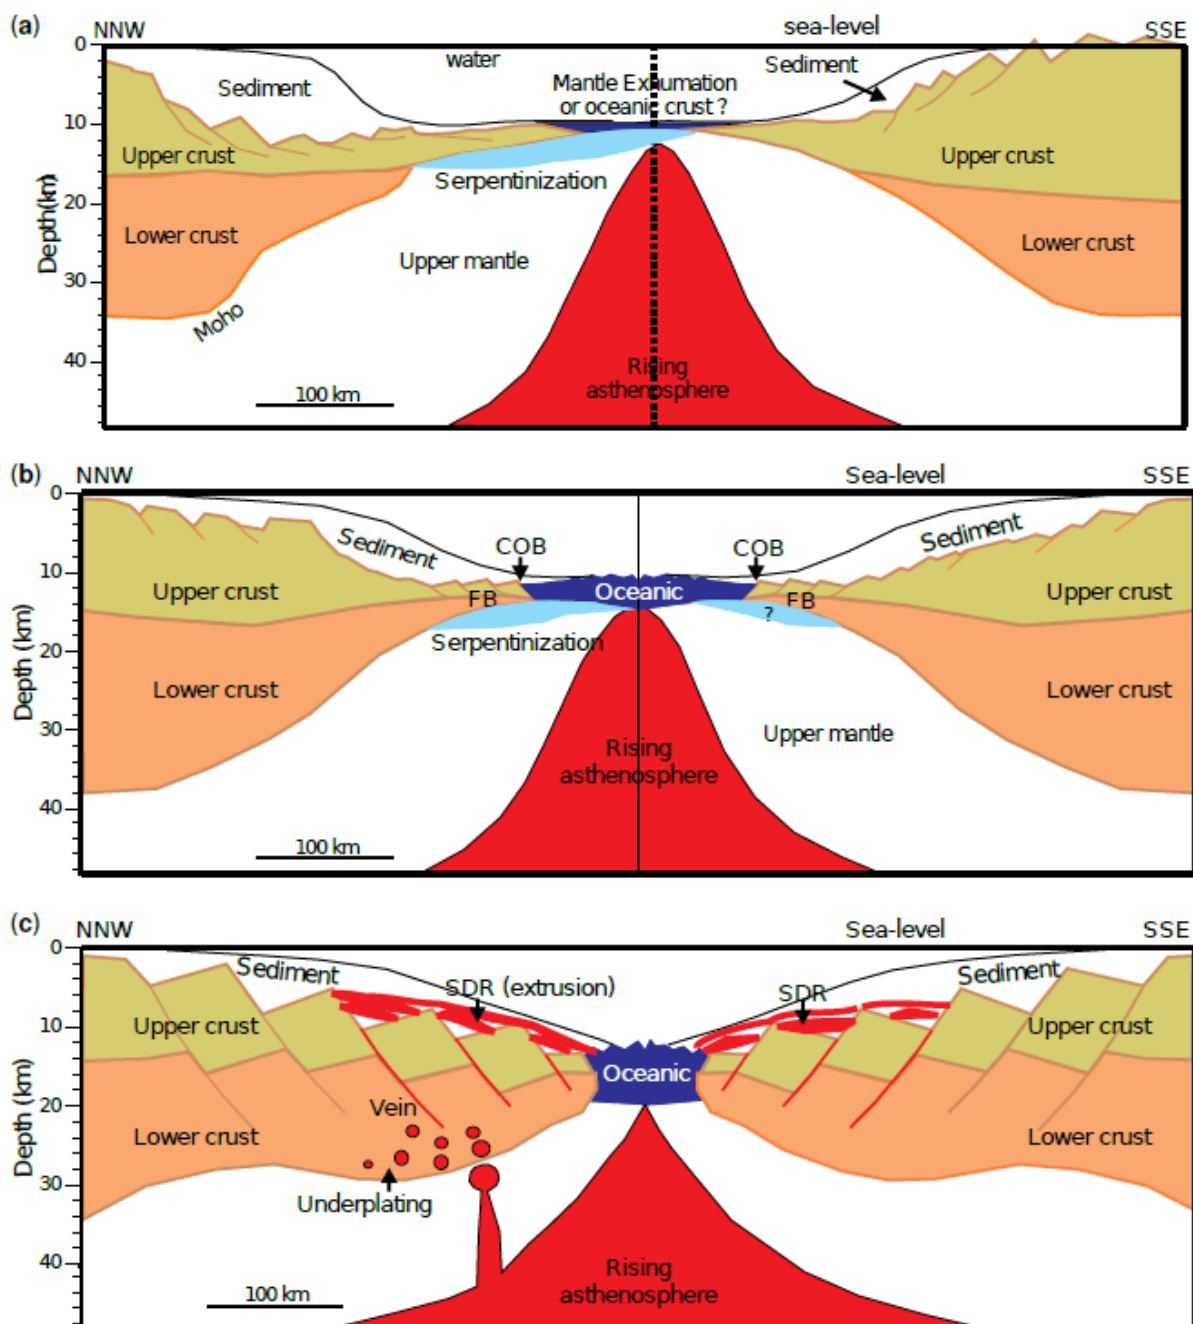 (a)
NNW
sea-level
SSE
0
water
Sediment
Sediment
Mantle Exhumation
or oceanic crust ?
10
Upper crust
Upper crust
Serpentinization
20
Depth(km)
Lower crust
Lower crust
Upper mantle
30
Moho
40
Rising
asthenosphere
100 km
(b)
NNW
Sea-level
SSE
0
Sediment
Sediment
COB
COB
10
Upper crust
FB
Oceanic
FB
Upper crust
?
Serpentinization
20
Depth (km)
Lower crust
Lower crust
30
Upper mantle
Rising
asthenosphere
40
100 km
(c)
NNW
Sea-level
SSE
0
Sediment
Sediment
SDR (extrusion)
SDR
10
Upper crust
Upper crust
Oceanic
20
Depth (km)
Vein
Lower crust
Lower crust
30
Underplating
40
Rising
asthenosphere
100 km